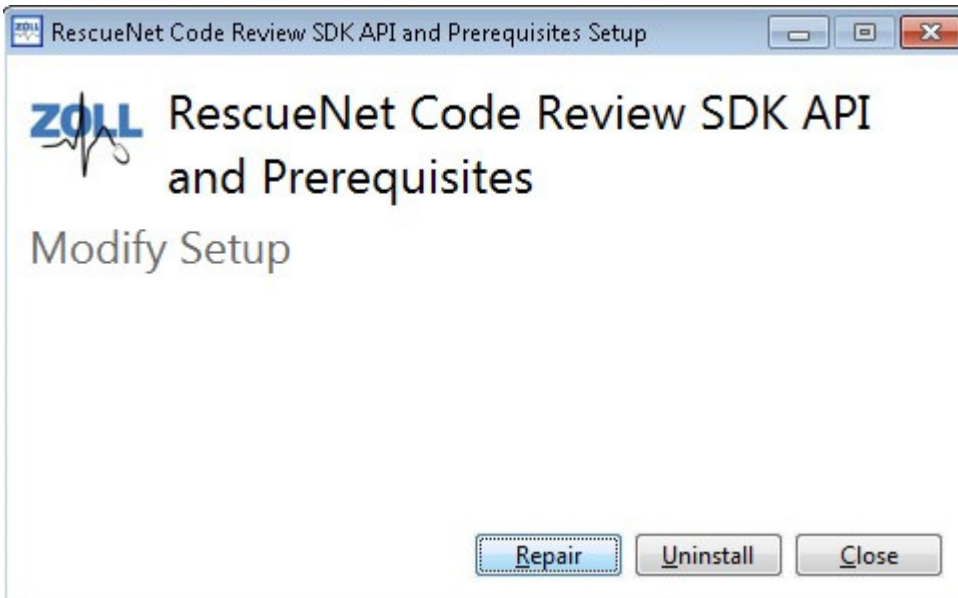 RescueNet Code Review SDK API and Prerequisites Setup
ZOLL
RescueNet Code Review SDK API
and Prerequisites
Modify Setup
Repair
Uninstall
Close